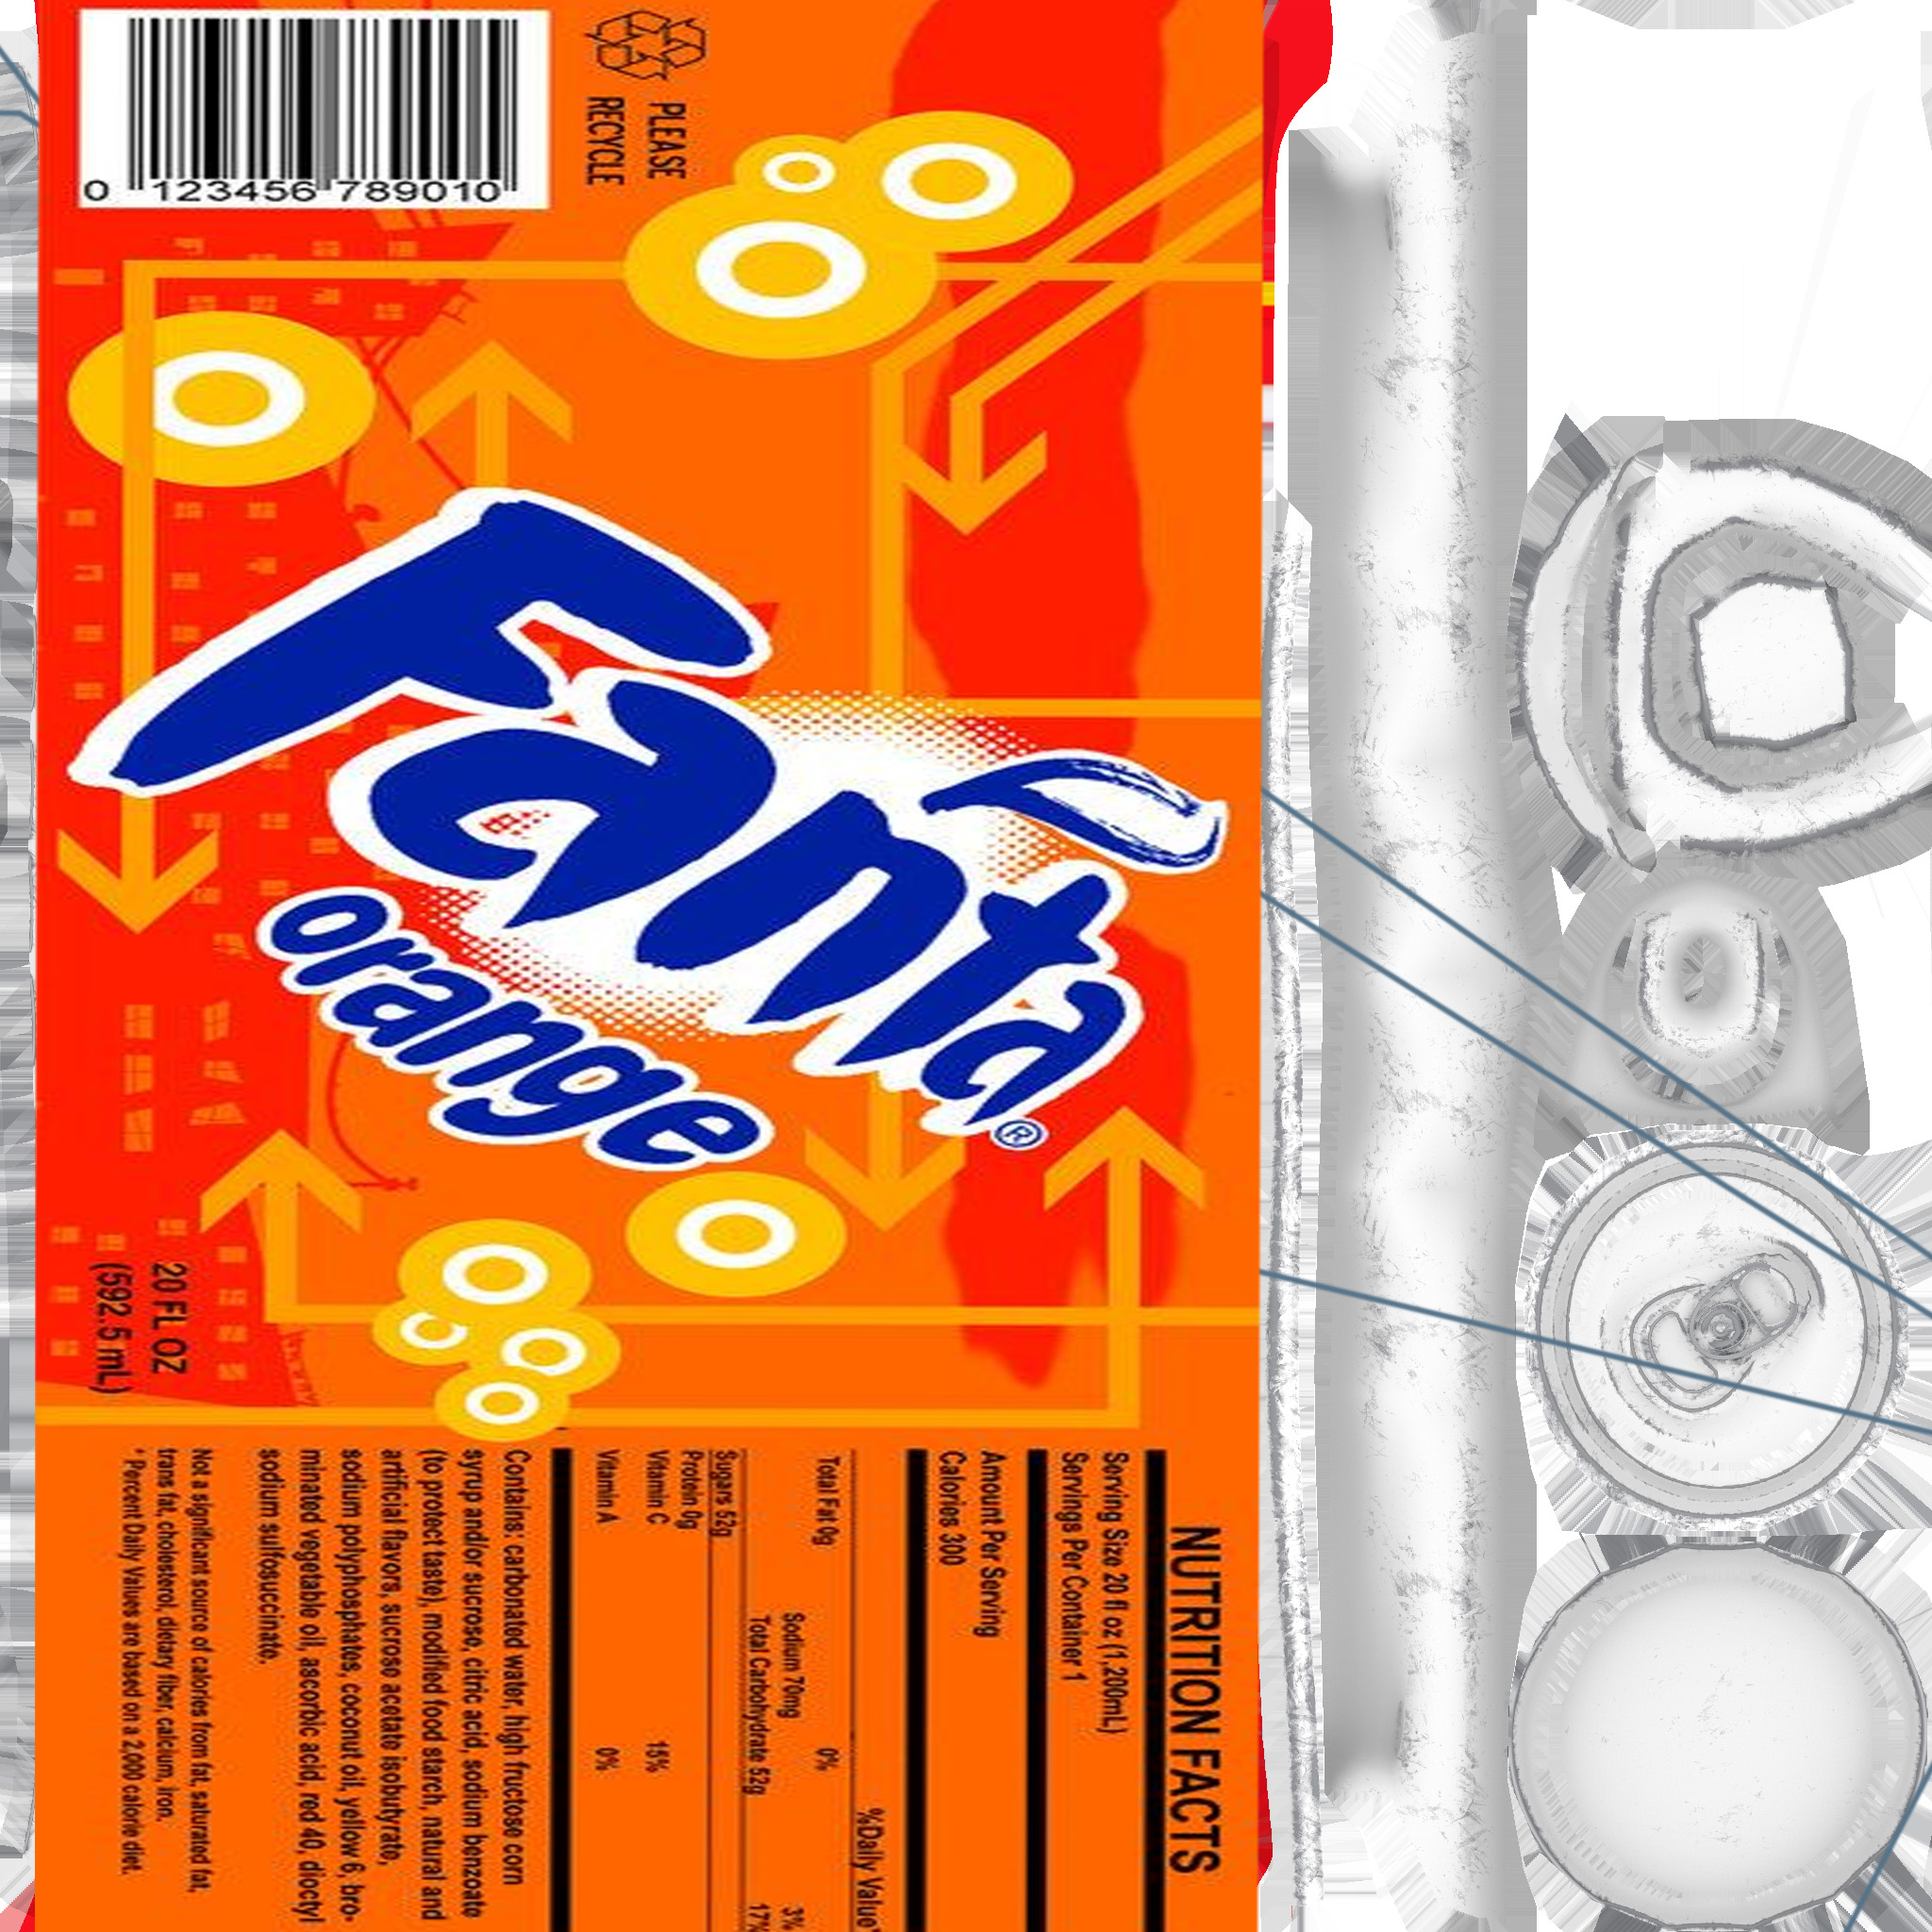 0 123456 789010
PLEASE
RECYCLE
Fanta
orange
®
20 FL OZ
(592.5 mL)
NUTRITION FACTS
Serving Size 20 fl oz (1,200mL)
Servings Per Container 1
Amount Per Serving
Calories 300
%Daily Value*
Total Fat 0g 0%
Sodium 70mg 3%
Total Carbohydrate 52g 17%
Sugars 52g
Protein 0g
Vitamin C 15%
Vitamin A 0%
Contains: carbonated water, high fructose corn
syrup and/or sucrose, citric acid, sodium benzoate
(to protect taste), modified food starch, natural and
artificial flavors, sucrose acetate isobutyrate,
sodium polyphosphates, coconut oil, yellow 6, bro-
minated vegetable oil, ascorbic acid, red 40, dioctyl
sodium sulfosuccinate.
Not a significant source of calories from fat, saturated fat,
trans fat, cholesterol, dietary fiber, calcium, iron.
* Percent Daily Values are based on a 2,000 calorie diet.